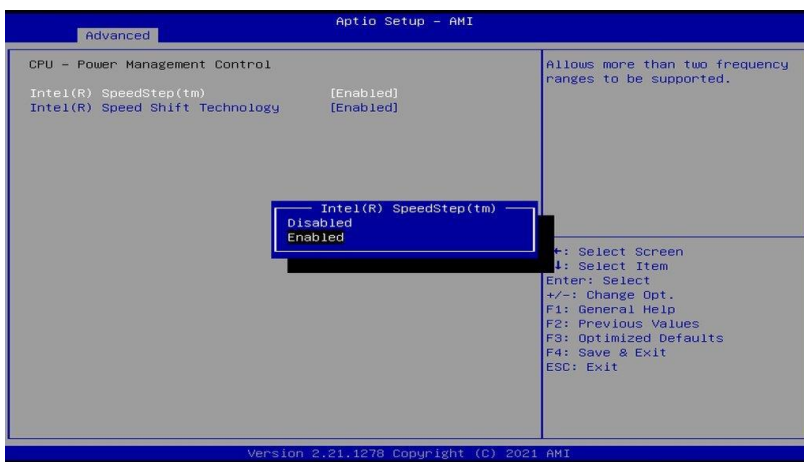 Aptio Setup – AMI
Advanced
CPU – Power Management Control
Intel(R) SpeedStep(tm) [Enabled]
Intel(R) Speed Shift Technology [Enabled]
Allows more than two frequency
ranges to be supported.
Intel(R) SpeedStep(tm)
Disabled
Enabled
: Select Screen
: Select Item
Enter: Select
+/-: Change Opt.
F1: General Help
F2: Previous Values
F3: Optimized Defaults
F4: Save & Exit
ESC: Exit
Version 2.21.1278 Copyright (C) 2021 AMI